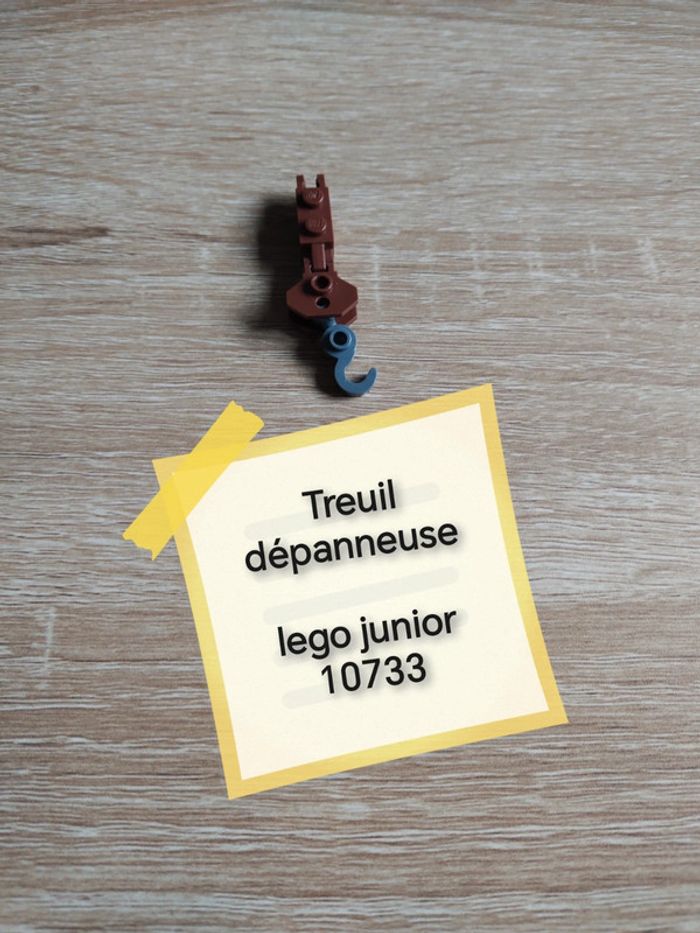 Treuil
dépanneuse
lego junior
10733